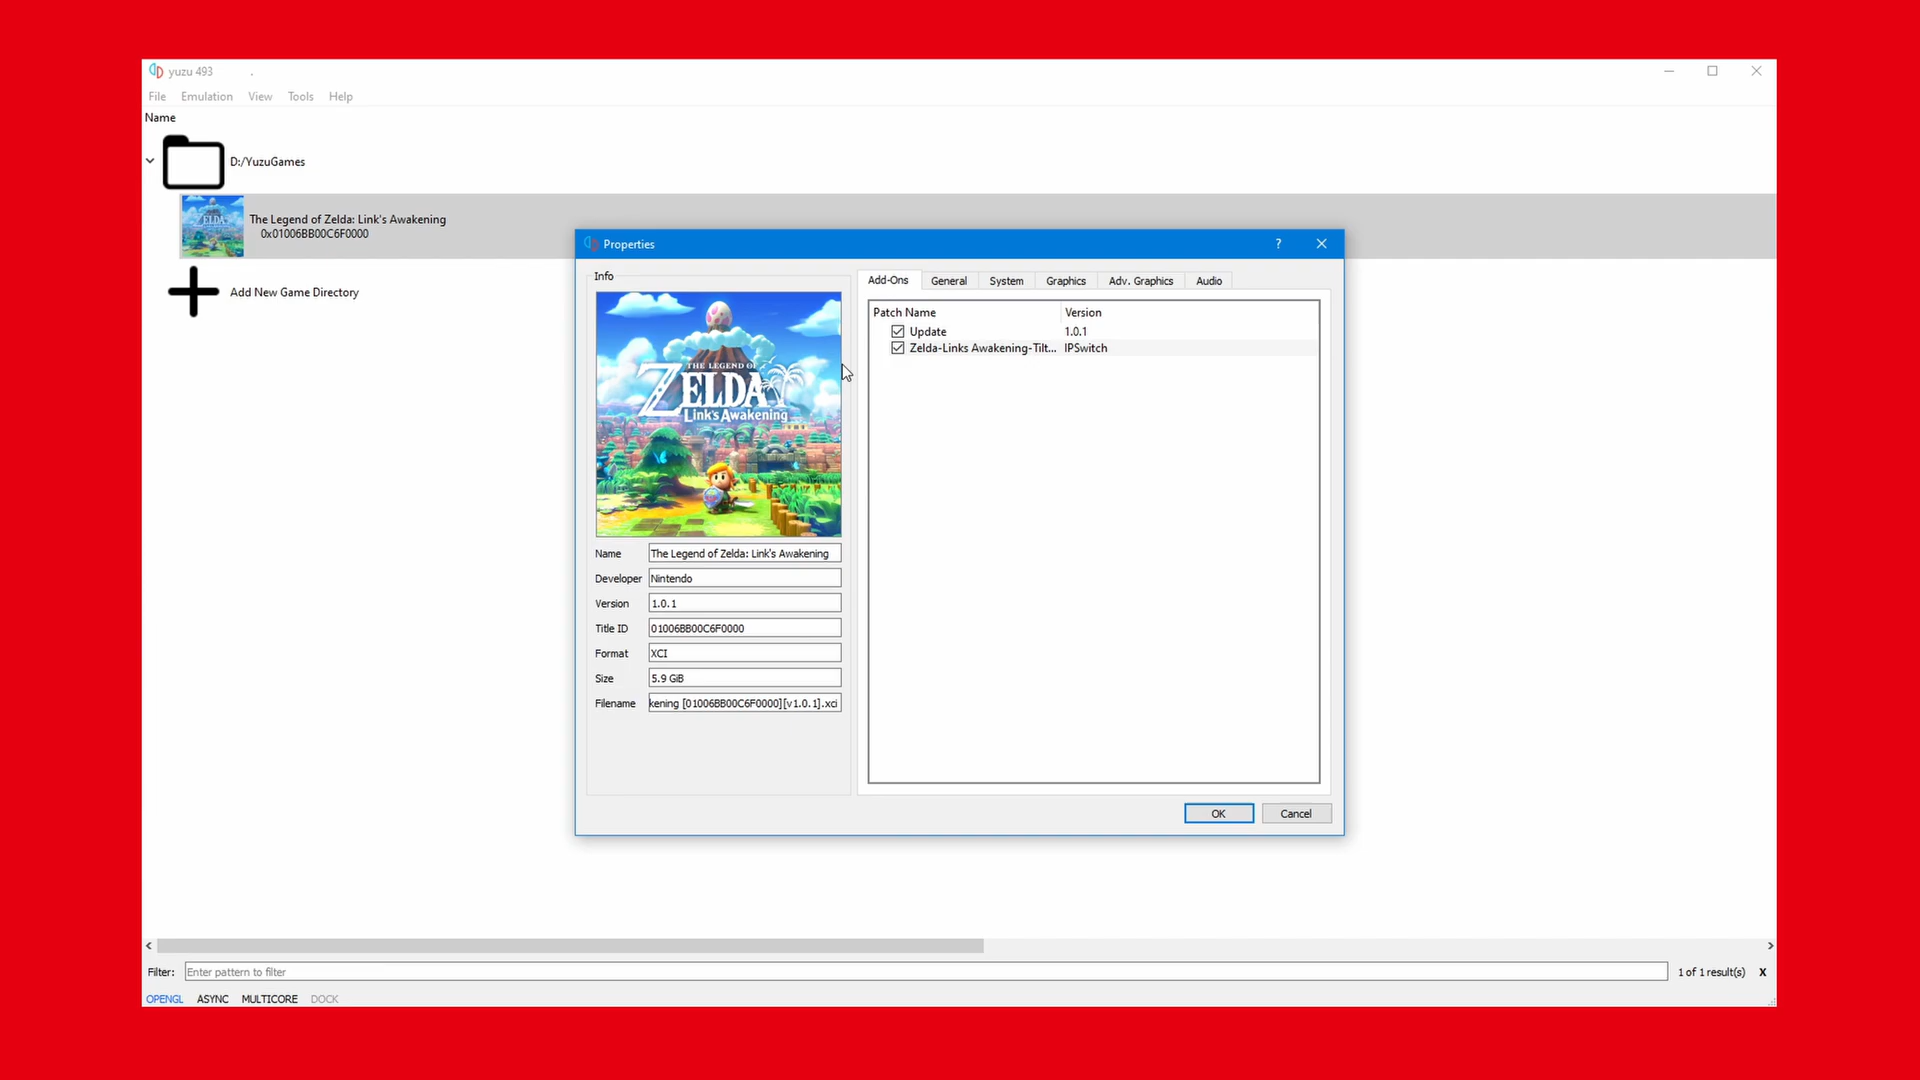 yuzu 493
File Emulation View Tools Help
Name
D:/YuzuGames
ZELDA
The Legend of Zelda: Link's Awakening
0x01006BB00C6F0000
Add New Game Directory
Properties
?
Info
THE LEGEND OF
ZELDA
Link's Awakening
Name The Legend of Zelda: Link's Awakening
Developer Nintendo
Version 1.0.1
Title ID 01006BB00C6F0000
Format XCI
Size 5.9 GiB
Filename kening [01006BB00C6F0000][v1.0.1].xci
Add-Ons General System Graphics Adv. Graphics Audio
Patch Name Version
Update 1.0.1
Zelda-Links Awakening-Tilt... IPSwitch
OK Cancel
Filter: Enter pattern to filter 1 of 1 result(s) X
OPENGL ASYNC MULTICORE DOCK